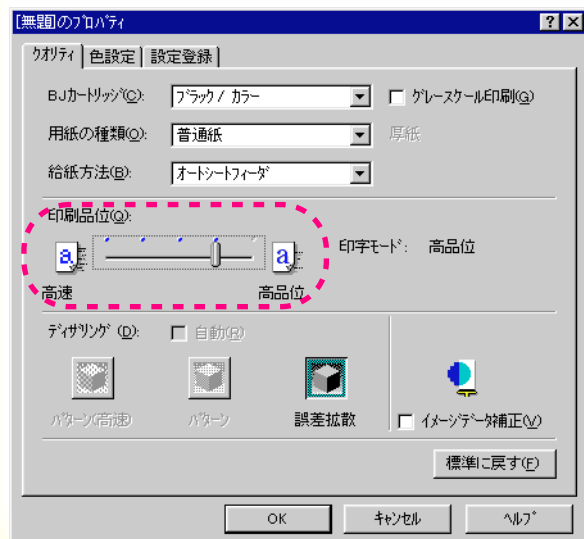 [無題]のﾌﾟﾛﾊﾟﾃｨ
ｸｵﾘﾃｨ 色設定 設定登録
BJｶｰﾄﾘｯｼﾞ(C): ﾌﾞﾗｯｸ / ｶﾗｰ ｸﾞﾚｰｽｹｰﾙ印刷(G)
用紙の種類(O): 普通紙 厚紙
給紙方法(B): ｵｰﾄｼｰﾄﾌｨｰﾀﾞ
印刷品位(Q):
a a 印字ﾓｰﾄﾞ: 高品位
高速 高品位
ﾃﾞｨｻﾞﾘﾝｸﾞ (D): 自動(R)
ﾊﾟﾀｰﾝ(高速) ﾊﾟﾀｰﾝ 誤差拡散 ｲﾒｰｼﾞﾃﾞｰﾀ補正(V)
標準に戻す(F)
OK ｷｬﾝｾﾙ ﾍﾙﾌﾟ